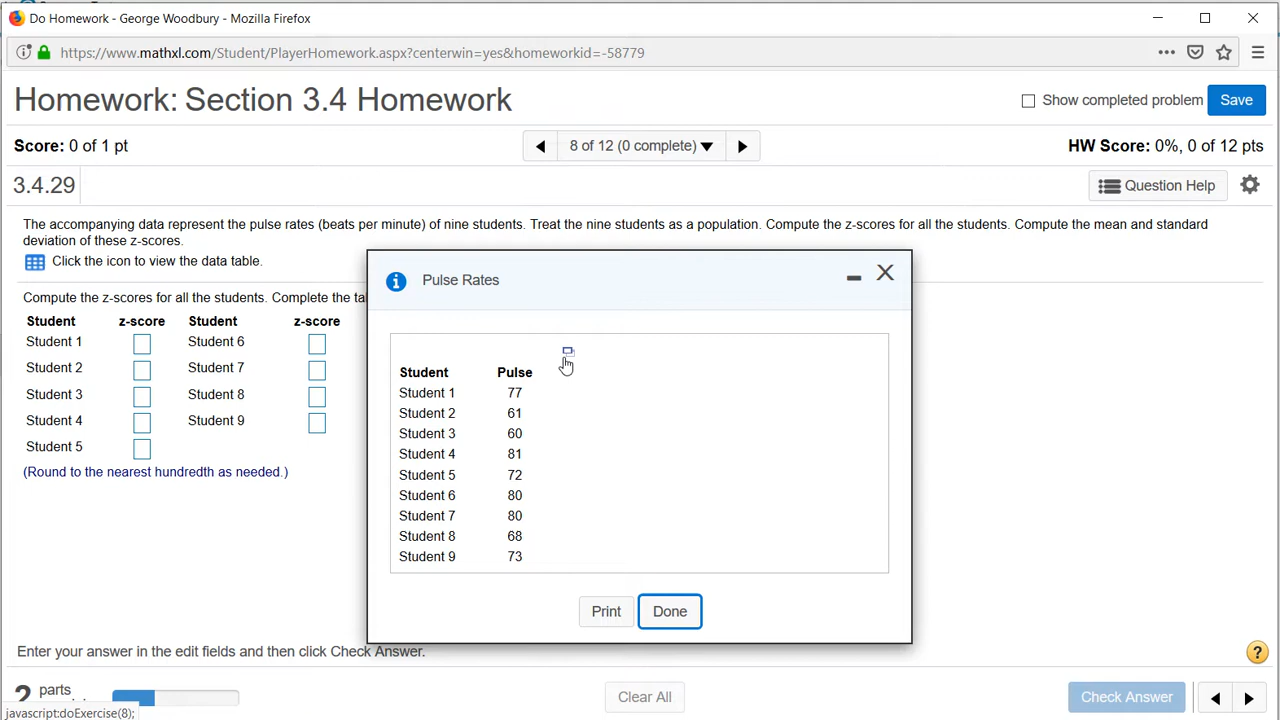 Do Homework - George Woodbury - Mozilla Firefox
https://www.mathxl.com/Student/PlayerHomework.aspx?centerwin=yes&homeworkid=-58779
Homework: Section 3.4 Homework
Show completed problem
Save
Score: 0 of 1 pt
8 of 12 (0 complete)
HW Score: 0%, 0 of 12 pts
3.4.29
Question Help
The accompanying data represent the pulse rates (beats per minute) of nine students. Treat the nine students as a population. Compute the z-scores for all the students. Compute the mean and standard
deviation of these z-scores.
Click the icon to view the data table.
Compute the z-scores for all the students. Complete the ta
Student z-score Student z-score
Student 1 Student 6
Student 2 Student 7
Student 3 Student 8
Student 4 Student 9
Student 5
(Round to the nearest hundredth as needed.)
Pulse Rates
Student Pulse
Student 1 77
Student 2 61
Student 3 60
Student 4 81
Student 5 72
Student 6 80
Student 7 80
Student 8 68
Student 9 73
Print
Done
Enter your answer in the edit fields and then click Check Answer.
?
2 parts
Clear All
Check Answer
javascript:doExercise(8);